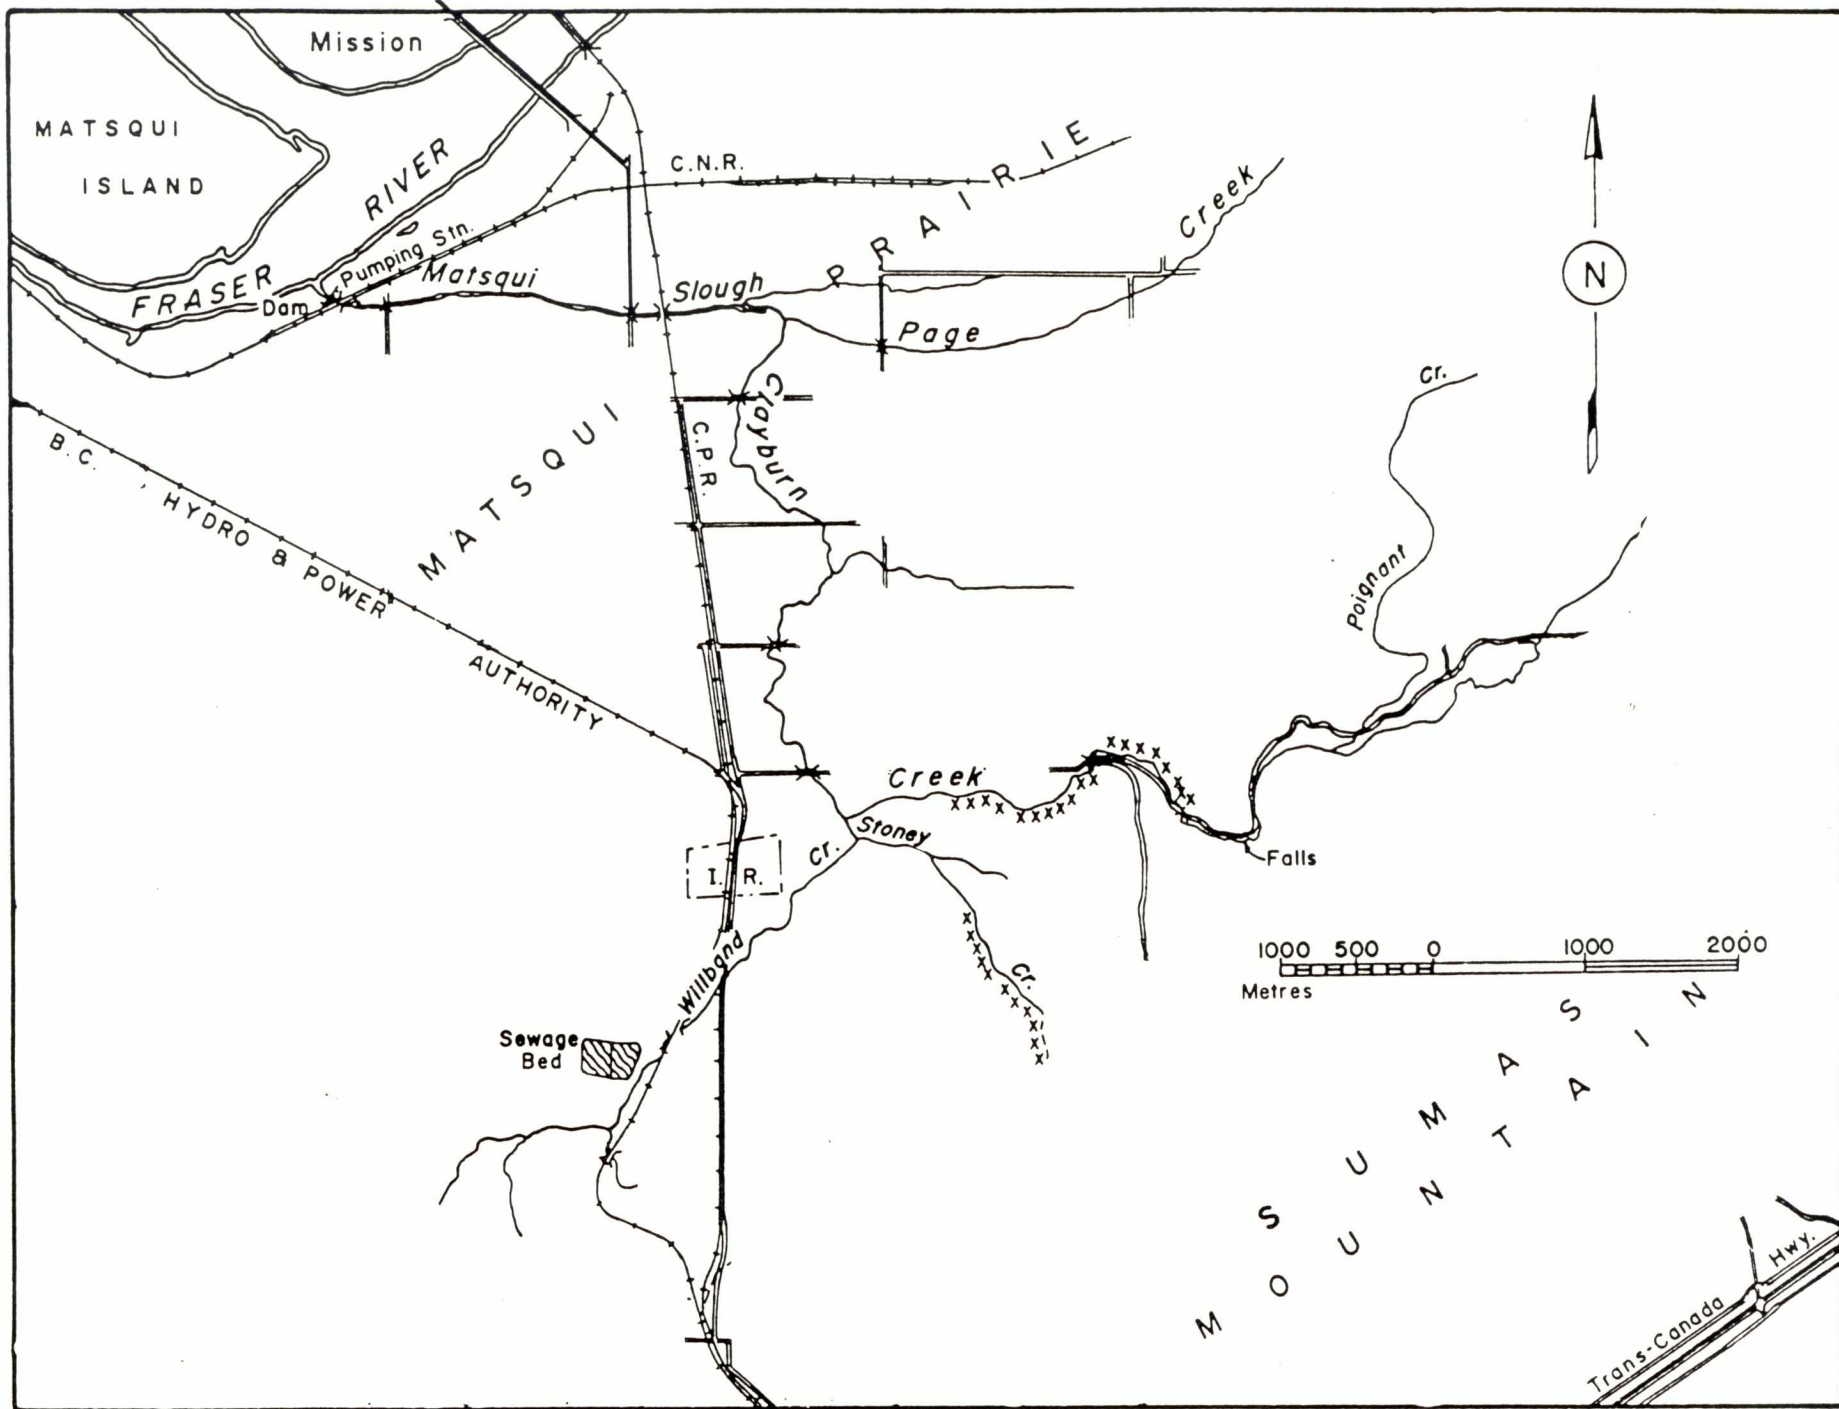 Mission
MATSQUI
ISLAND
FRASER RIVER
Pumping Stn.
Dam
C.N.R.
Matsqui Slough
Page Creek
MATSQUI PRAIRIE
C.P.R.
Clayburn Creek
B.C. HYDRO & POWER AUTHORITY
Poignant Cr.
N
Stoney Cr.
Falls
I. R.
Willband Cr.
1000 500 0 1000 2000
Metres
Sewage
Bed
SUMAS
MOUNTAIN
Trans-Canada Hwy.
x x x x x x x x x x x x x x x x x x x x x x x x x x x x x x x x x